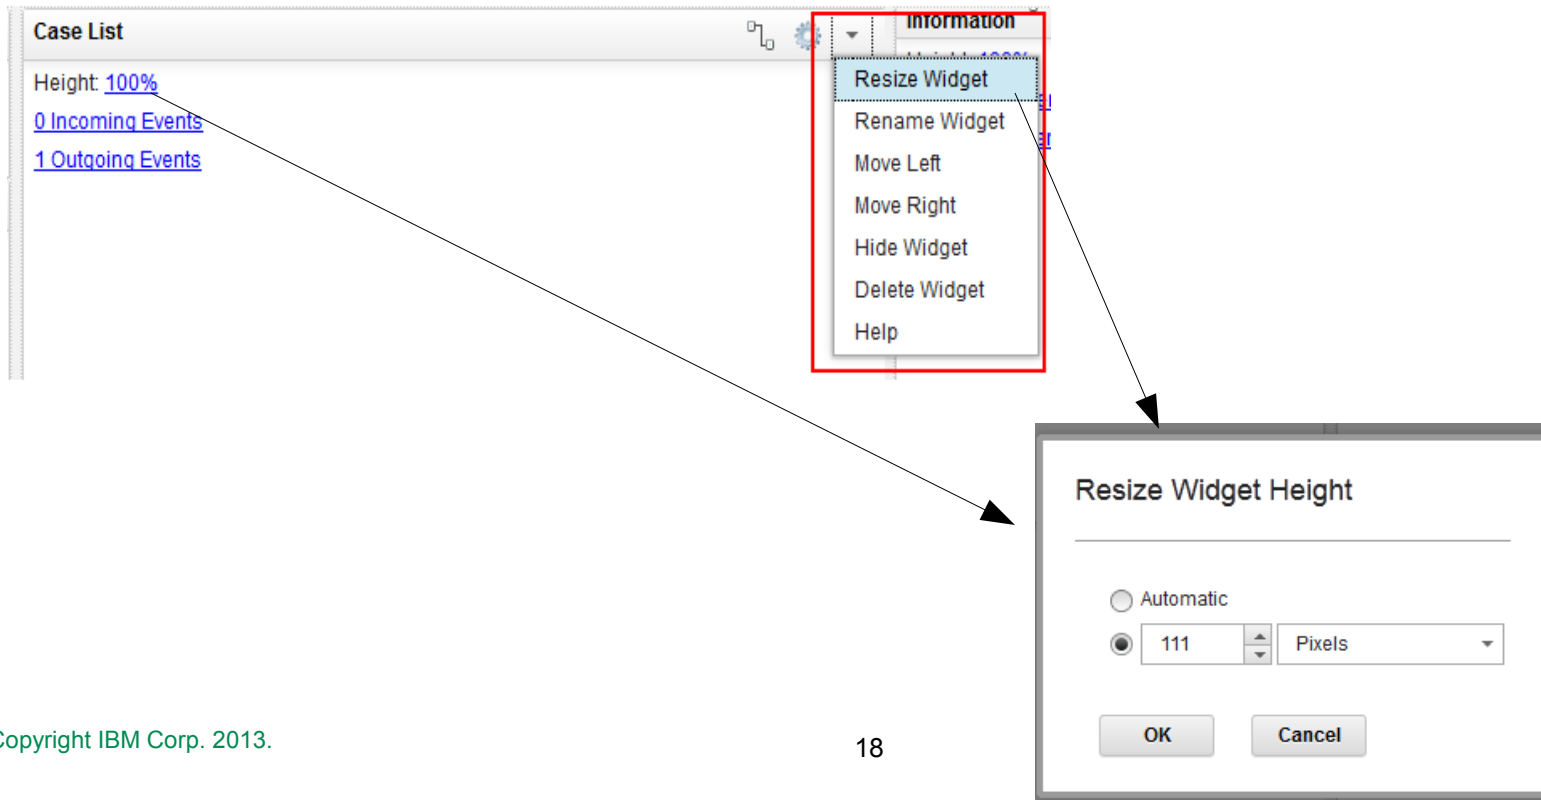 Case List
Information
Height: 100%
0 Incoming Events
1 Outgoing Events
Resize Widget
Rename Widget
Move Left
Move Right
Hide Widget
Delete Widget
Help
Resize Widget Height
Automatic
111 Pixels
OK Cancel
Copyright IBM Corp. 2013.
18